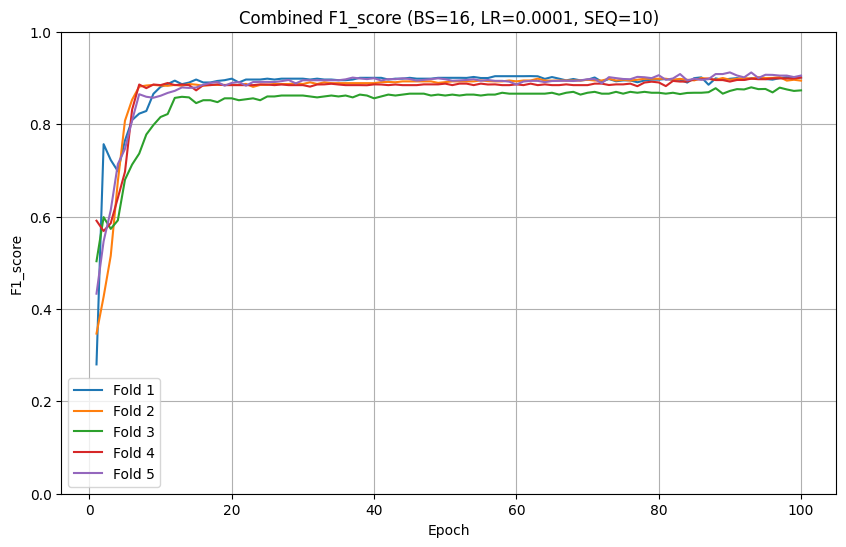 Combined F1_score (BS=16, LR=0.0001, SEQ=10)
F1_score
1.0
0.8
0.6
0.4
0.2
0.0
Fold 1
Fold 2
Fold 3
Fold 4
Fold 5
0 20 40 60 80 100
Epoch